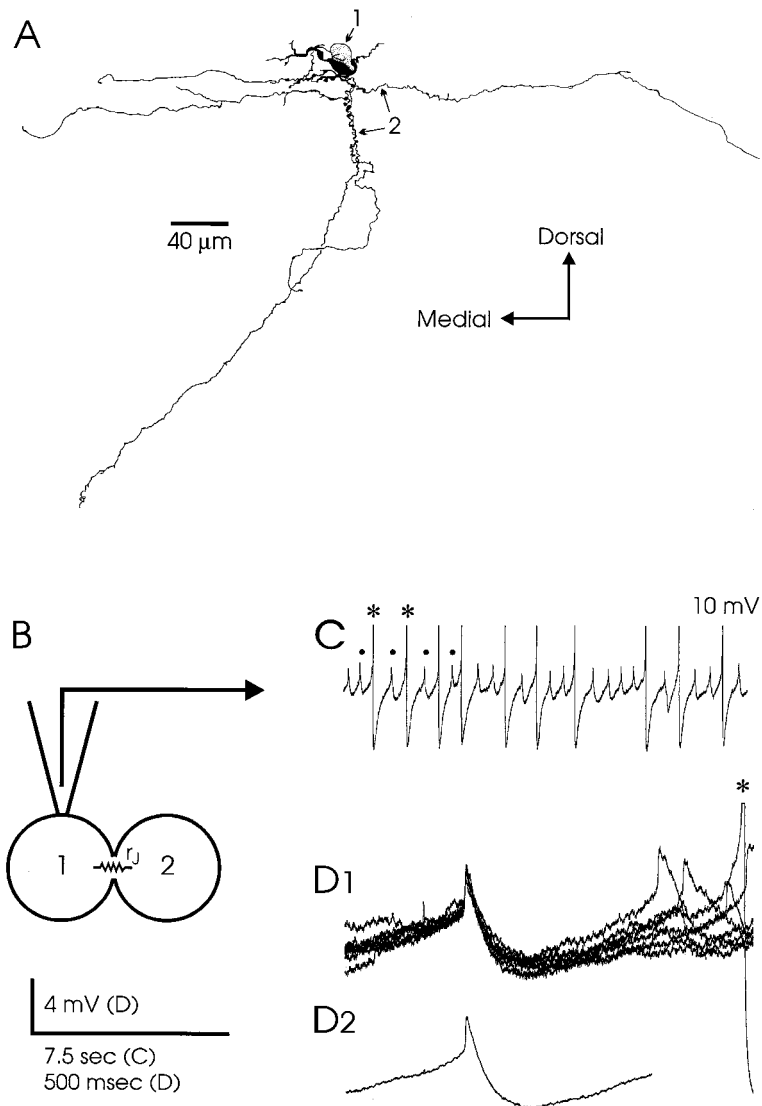 A
1
2
40 μm
Dorsal
Medial
B
C
* *
10 mV
• • • •
1
rJ
2
*
D1
4 mV (D)
7.5 sec (C)
500 msec (D)
D2